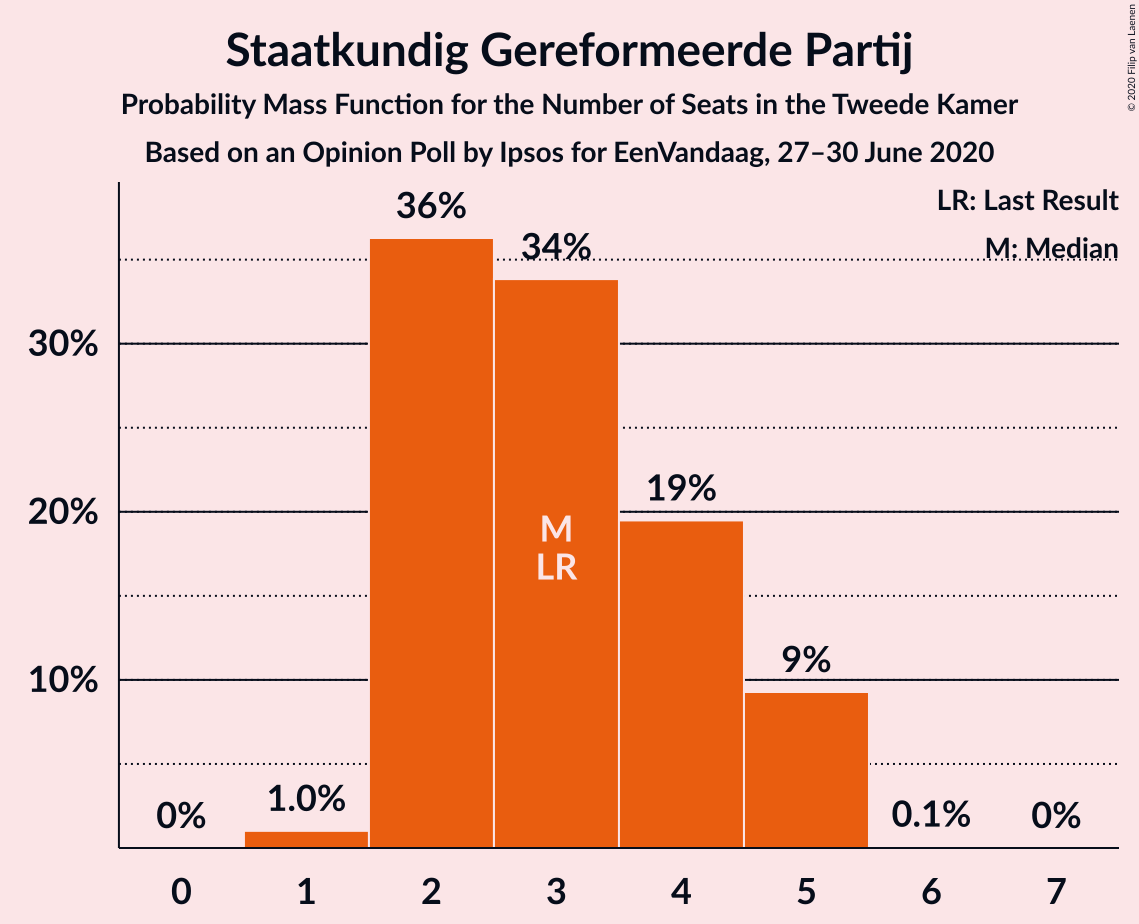 Staatkundig Gereformeerde Partij
Probability Mass Function for the Number of Seats in the Tweede Kamer
Based on an Opinion Poll by Ipsos for EenVandaag, 27–30 June 2020
© 2020 Filip van Laenen
LR: Last Result
M: Median
36%
34%
30%
19%
20%
M
LR
9%
10%
0%
1.0%
0.1%
0%
0 1 2 3 4 5 6 7